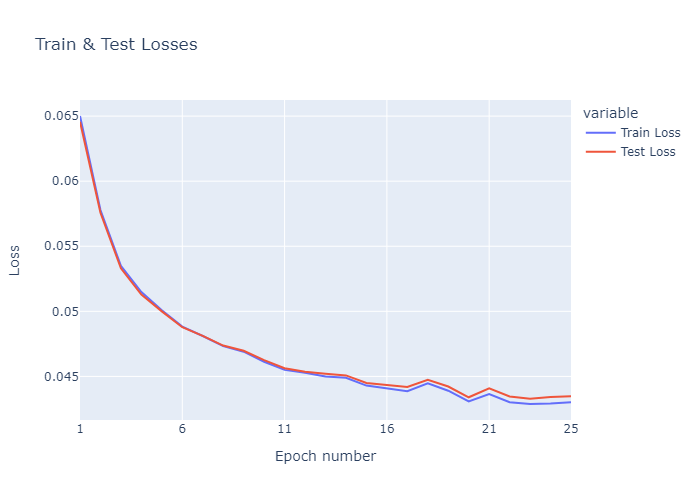 Train & Test Losses
variable
Train Loss
Test Loss
0.065
0.06
0.055
0.05
0.045
Loss
1
6
11
16
21
25
Epoch number